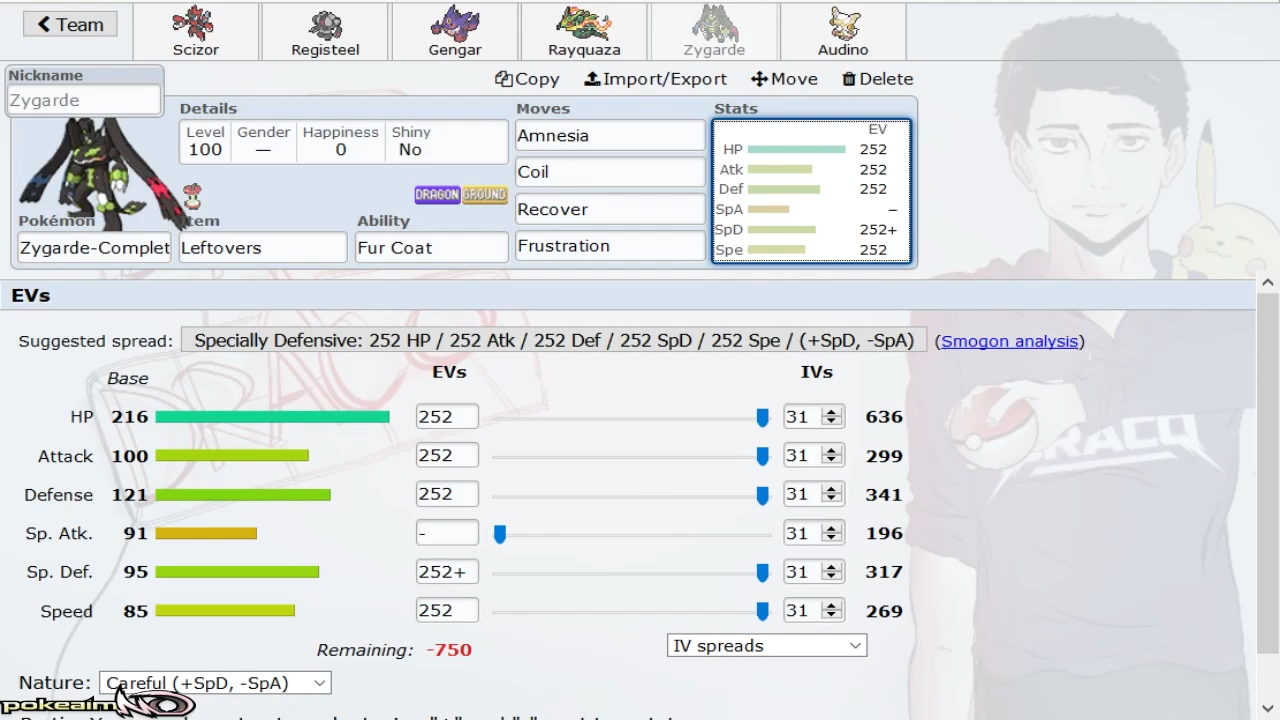 Team
Scizor
Registeel
Gengar
Rayquaza
Zygarde
Audino
Copy
Import/Export
Move
Delete
Nickname
Zygarde
Details
Level
100
Gender
—
Happiness
0
Shiny
No
DRAGON GROUND
Pokémon
Zygarde-Complet
Item
Leftovers
Ability
Fur Coat
Moves
Amnesia
Coil
Recover
Frustration
Stats
EV
HP 252
Atk 252
Def 252
SpA –
SpD 252+
Spe 252
EVs
Suggested spread: Specially Defensive: 252 HP / 252 Atk / 252 Def / 252 SpD / 252 Spe / (+SpD, -SpA) (Smogon analysis)
Base EVs IVs
HP 216 252 31 636
Attack 100 252 31 299
Defense 121 252 31 341
Sp. Atk. 91 - 31 196
Sp. Def. 95 252+ 31 317
Speed 85 252 31 269
Remaining: -750
IV spreads
Nature: Careful (+SpD, -SpA)
pokeaimMD
DRACQ